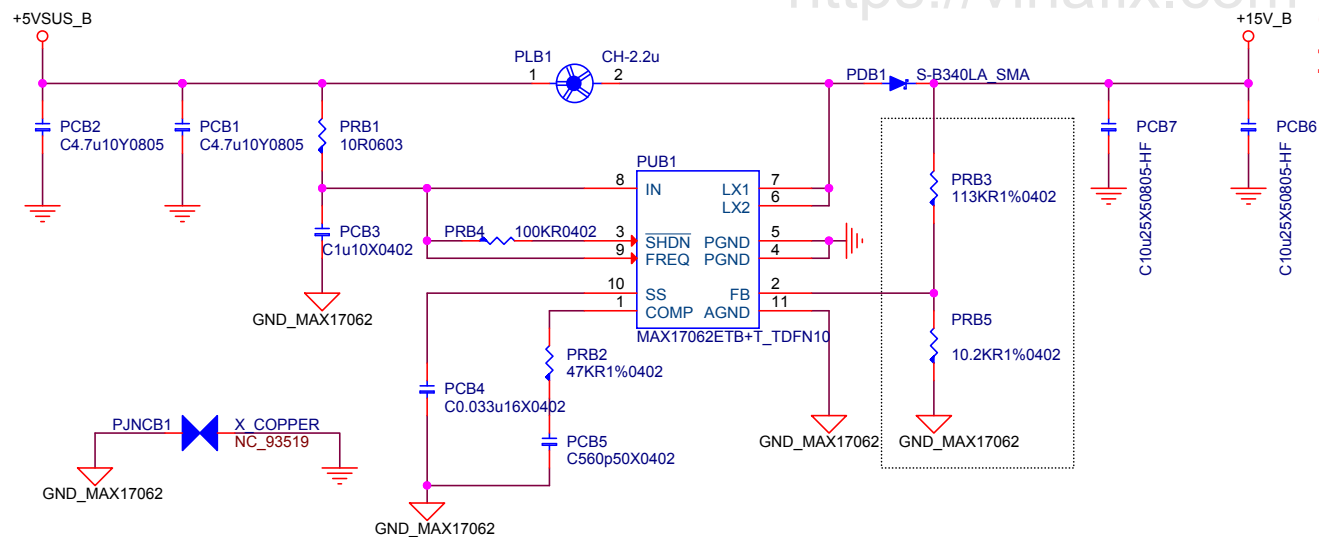 https://vinafix.com
+5VSUS_B
+15V_B
PLB1
CH-2.2u
1
2
PDB1
S-B340LA_SMA
PCB2
C4.7u10Y0805
PCB1
C4.7u10Y0805
PRB1
10R0603
PCB7
C10u25X50805-HF
PCB6
C10u25X50805-HF
PUB1
8
IN
LX1
7
LX2
6
PRB3
113KR1%0402
PCB3
C1u10X0402
PRB4
100KR0402
3
SHDN
PGND
5
9
FREQ
PGND
4
10
SS
FB
2
1
COMP
AGND
11
MAX17062ETB+T_TDFN10
GND_MAX17062
PRB5
10.2KR1%0402
PRB2
47KR1%0402
PCB4
C0.033u16X0402
PCB5
C560p50X0402
GND_MAX17062
GND_MAX17062
PJNCB1
X_COPPER
NC_93519
GND_MAX17062
GND_MAX17062